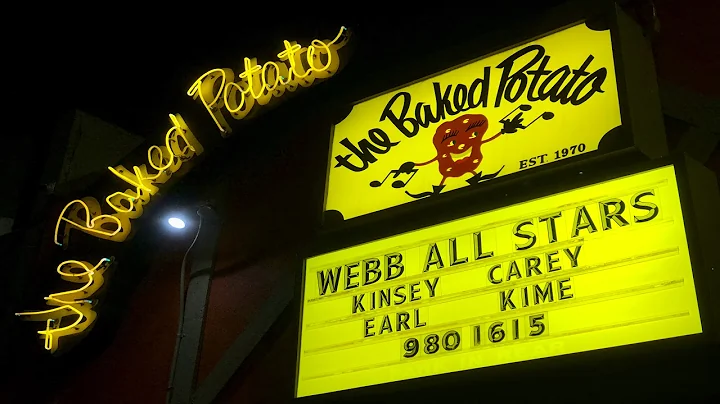 the Baked Potato
the Baked Potato
EST. 1970
WEBB ALL STARS
KINSEY CAREY
EARL KIME
980 1615